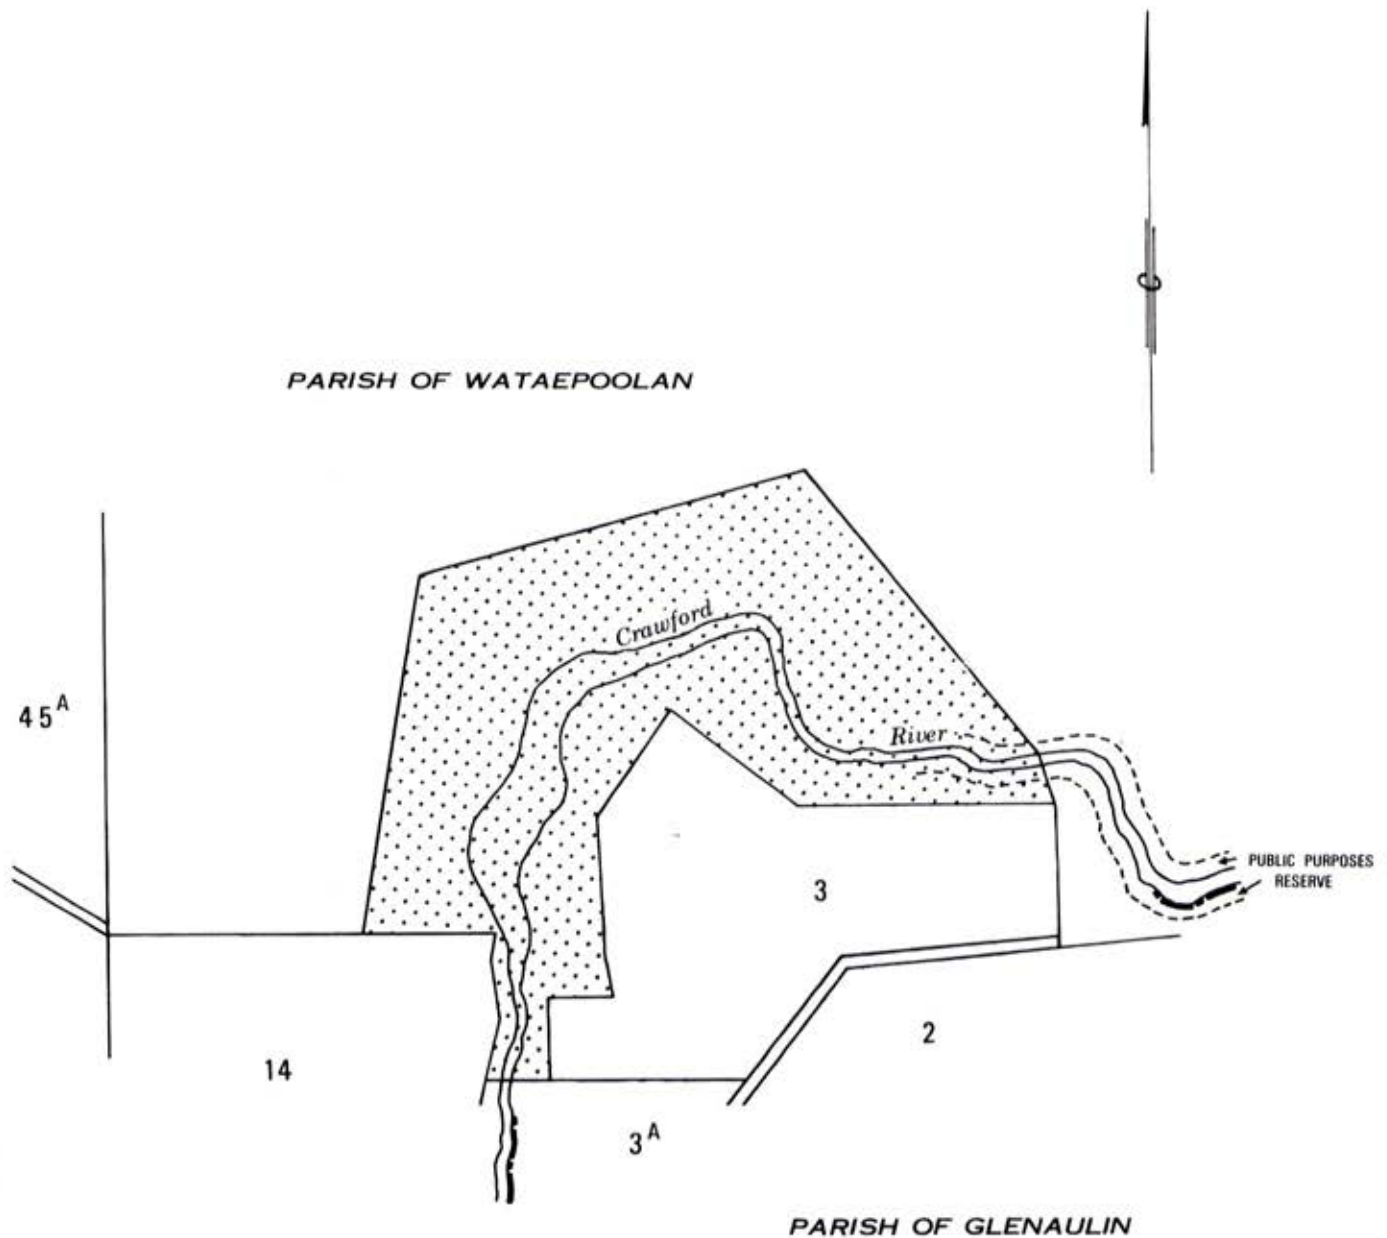 PARISH OF WATAEPOOLAN
Crawford
45A
River
PUBLIC PURPOSES
RESERVE
3
2
14
3A
PARISH OF GLENAULIN